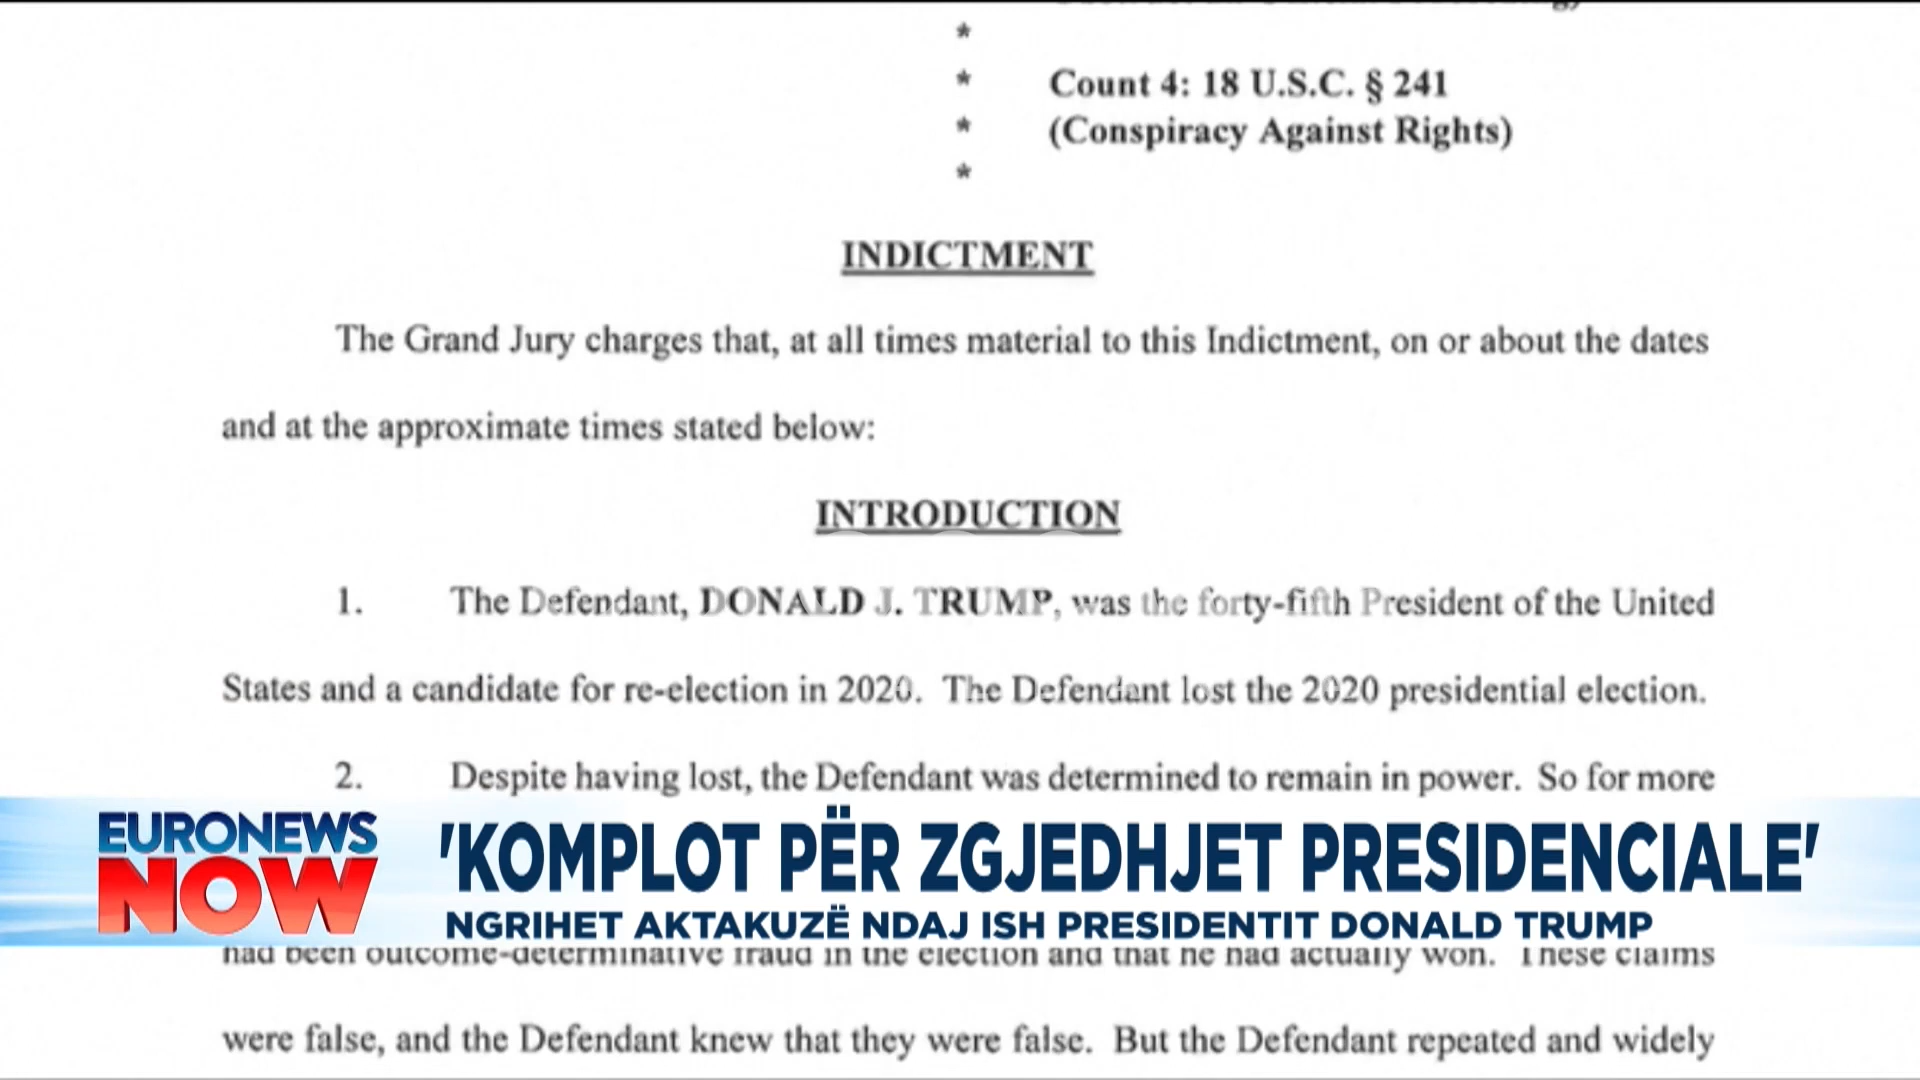 *
* Count 4: 18 U.S.C. § 241
* (Conspiracy Against Rights)
*
INDICTMENT
The Grand Jury charges that, at all times material to this Indictment, on or about the dates
and at the approximate times stated below:
INTRODUCTION
1. The Defendant, DONALD J. TRUMP, was the forty-fifth President of the United
States and a candidate for re-election in 2020. The Defendant lost the 2020 presidential election.
2. Despite having lost, the Defendant was determined to remain in power. So for more
EURONEWS
NOW
'KOMPLOT PËR ZGJEDHJET PRESIDENCIALE'
NGRIHET AKTAKUZË NDAJ ISH PRESIDENTIT DONALD TRUMP
had been outcome-determinative fraud in the election and that he had actually won. These claims
were false, and the Defendant knew that they were false. But the Defendant repeated and widely